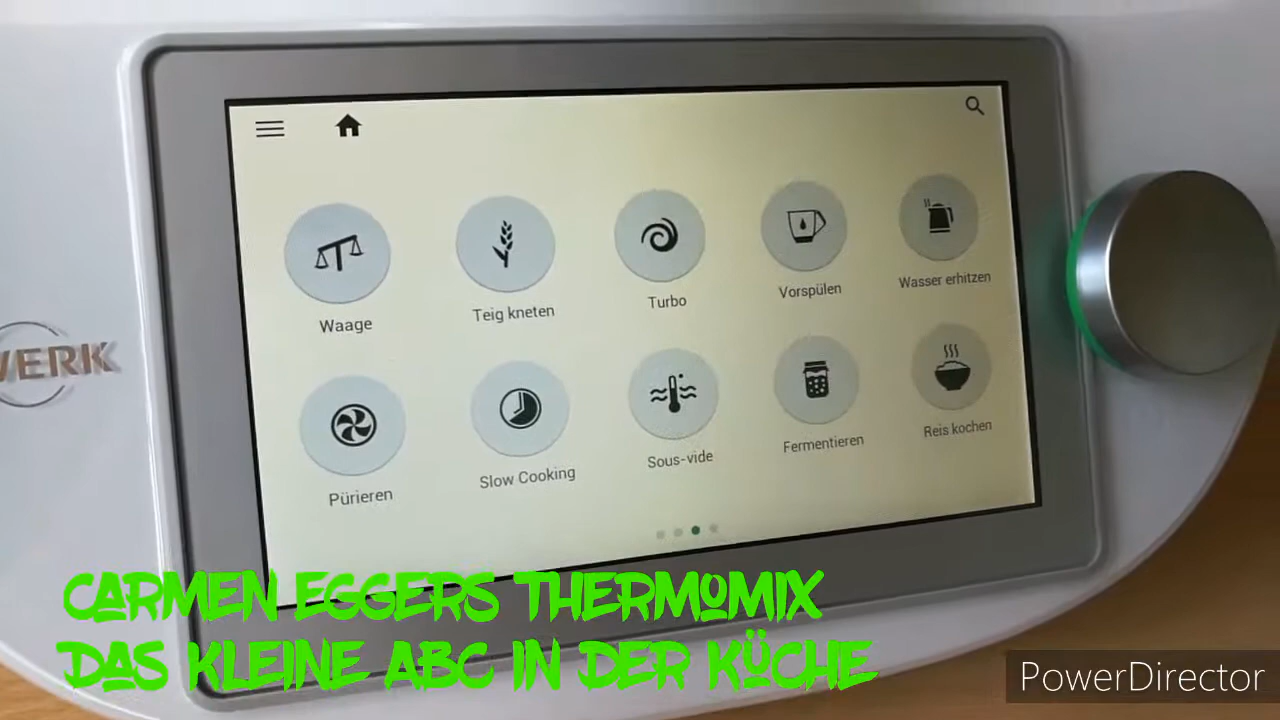 Waage
Teig kneten
Turbo
Vorspülen
Wasser erhitzen
WERK
Pürieren
Slow Cooking
Sous-vide
Fermentieren
Reis kochen
CARMEN EGGERS THERMOMIX
DAS KLEINE ABC IN DER KÜCHE
PowerDirector